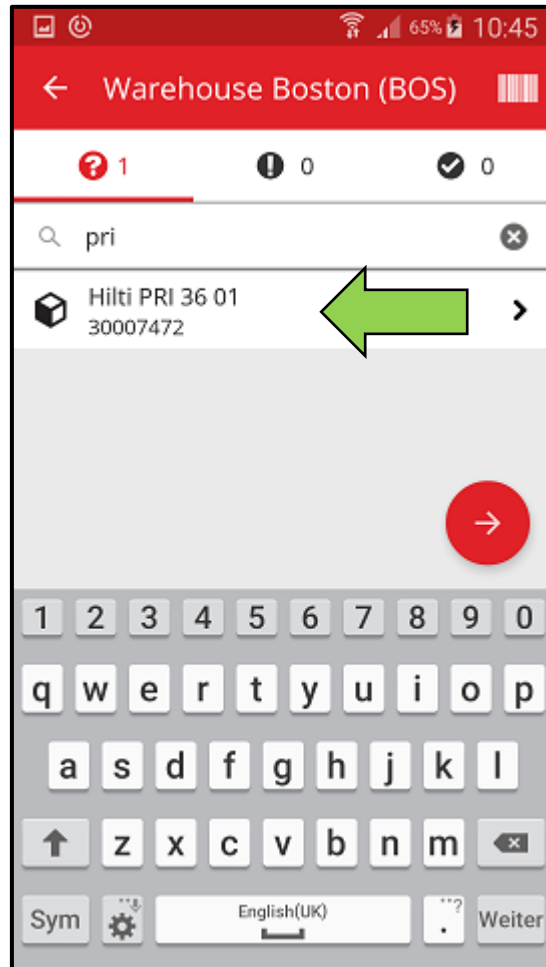 65% 10:45
Warehouse Boston (BOS)
1 0 0
pri
Hilti PRI 36 01
30007472
1 2 3 4 5 6 7 8 9 0
q w e r t y u i o p
a s d f g h j k l
z x c v b n m
Sym English(UK) . ...? Weiter